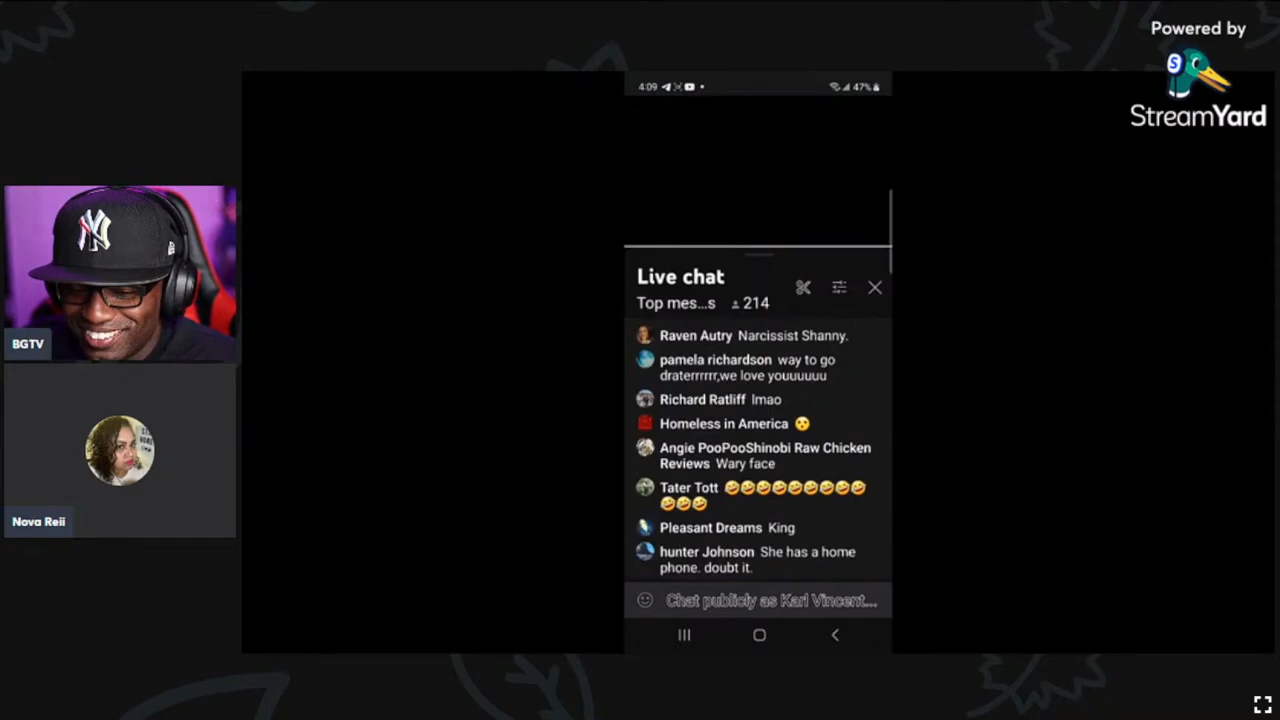 Powered by
StreamYard
4:09
47%
Live chat
Top mes...s 214
Raven Autry Narcissist Shanny.
pamela richardson way to go
draterrrrrr,we love youuuuuu
Richard Ratliff lmao
Homeless in America 😯
Angie PooPooShinobi Raw Chicken
Reviews Wary face
Tater Tott 🤣🤣🤣🤣🤣🤣🤣🤣🤣
🤣🤣🤣
Pleasant Dreams King
hunter Johnson She has a home
phone. doubt it.
Chat publicly as Karl Vincent...
BGTV
Nova Reii